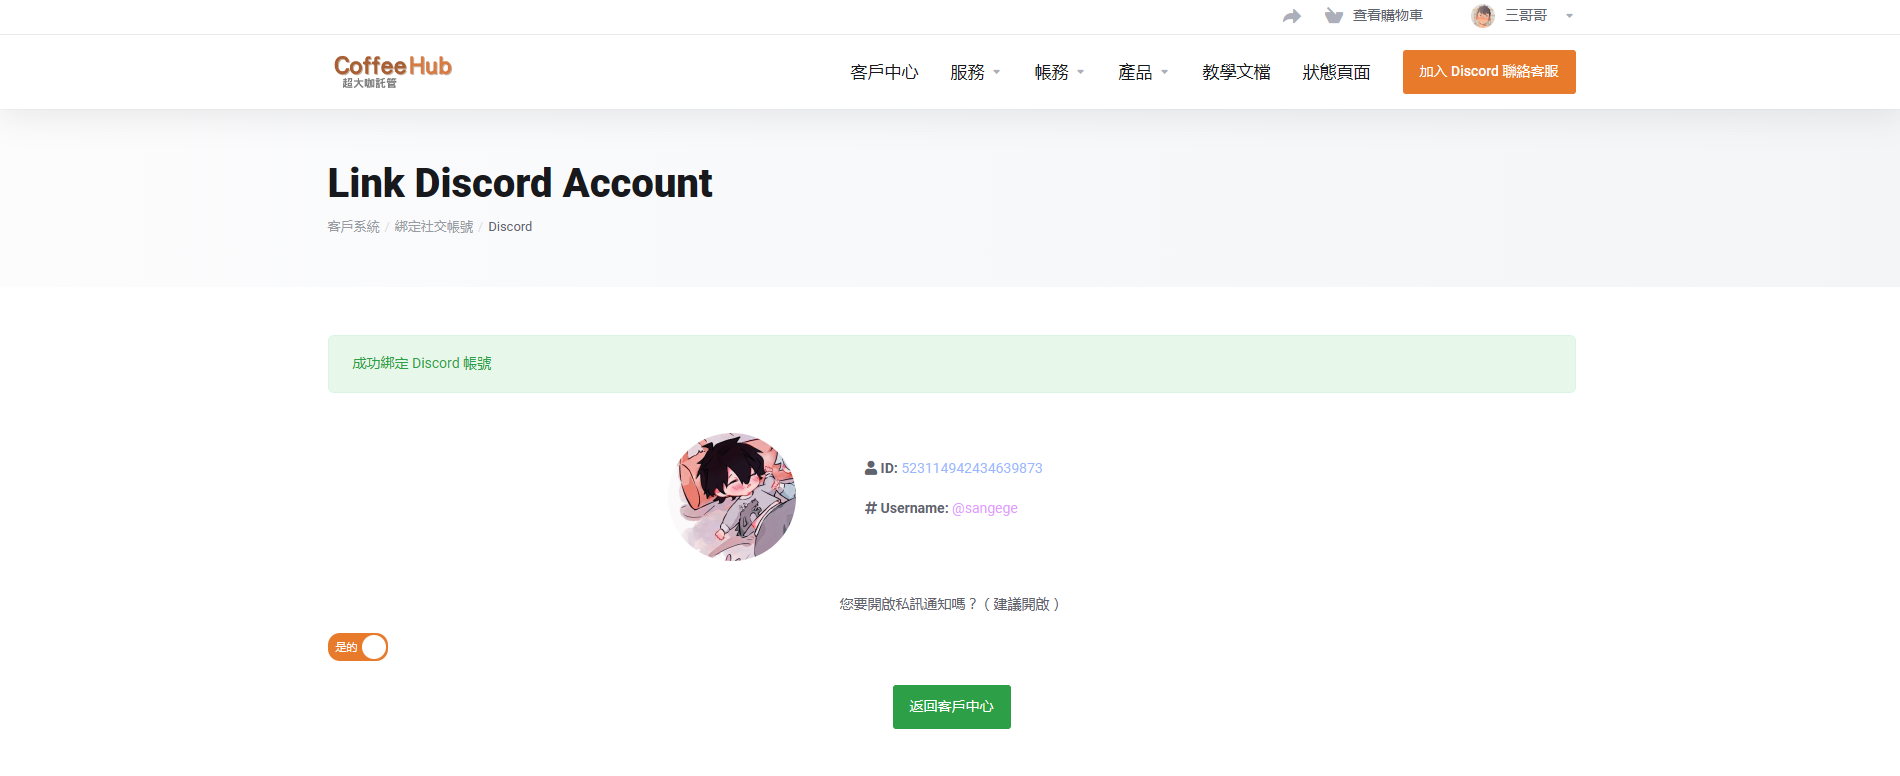 查看購物車 三哥哥
CoffeeHub
超大咖託管
客戶中心 服務 帳務 產品 教學文檔 狀態頁面 加入 Discord 聯絡客服
Link Discord Account
客戶系統 / 綁定社交帳號 / Discord
成功綁定 Discord 帳號
ID: 523114942434639873
# Username: @sangege
您要開啟私訊通知嗎？( 建議開啟 )
是的
返回客戶中心